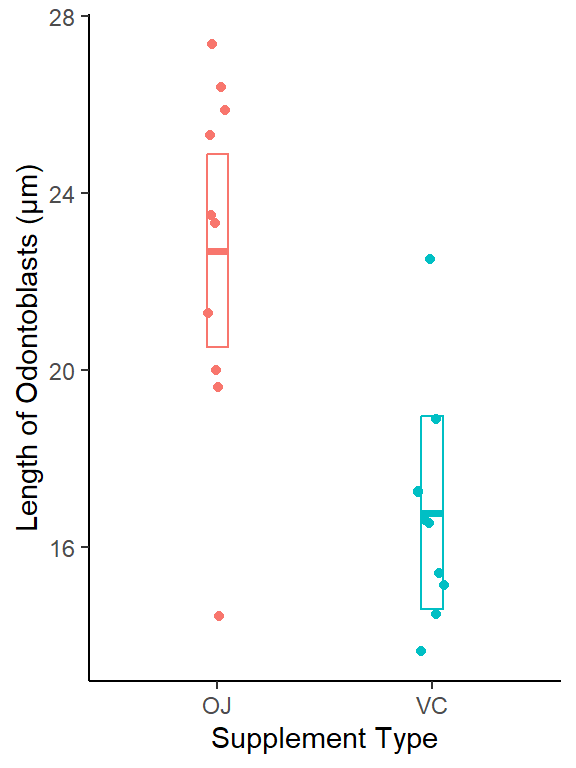 Length of Odontoblasts (μm)
28
24
20
16
OJ VC
Supplement Type